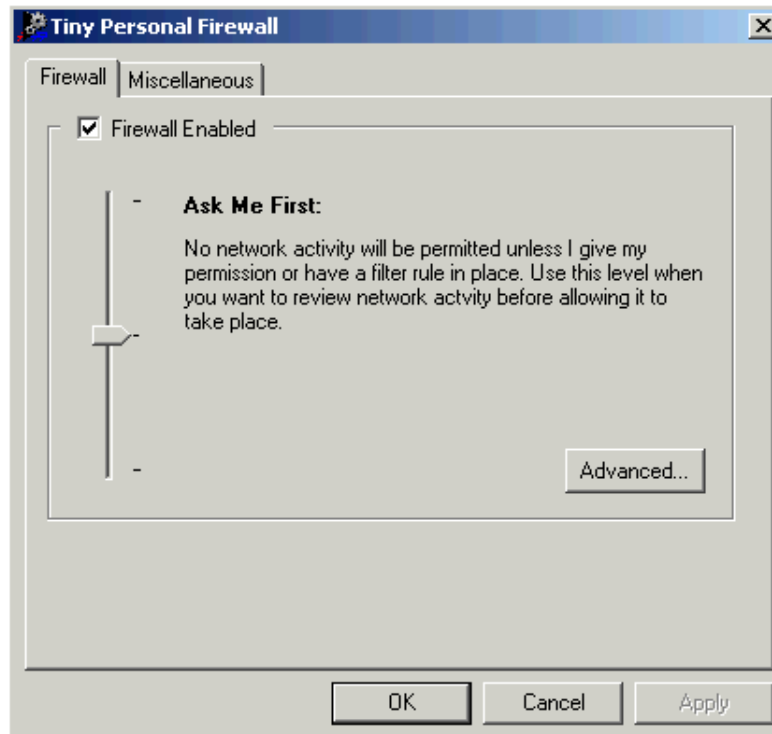 Tiny Personal Firewall
Firewall
Miscellaneous
Firewall Enabled
Ask Me First:
No network activity will be permitted unless I give my
permission or have a filter rule in place. Use this level when
you want to review network actvity before allowing it to
take place.
Advanced...
OK
Cancel
Apply